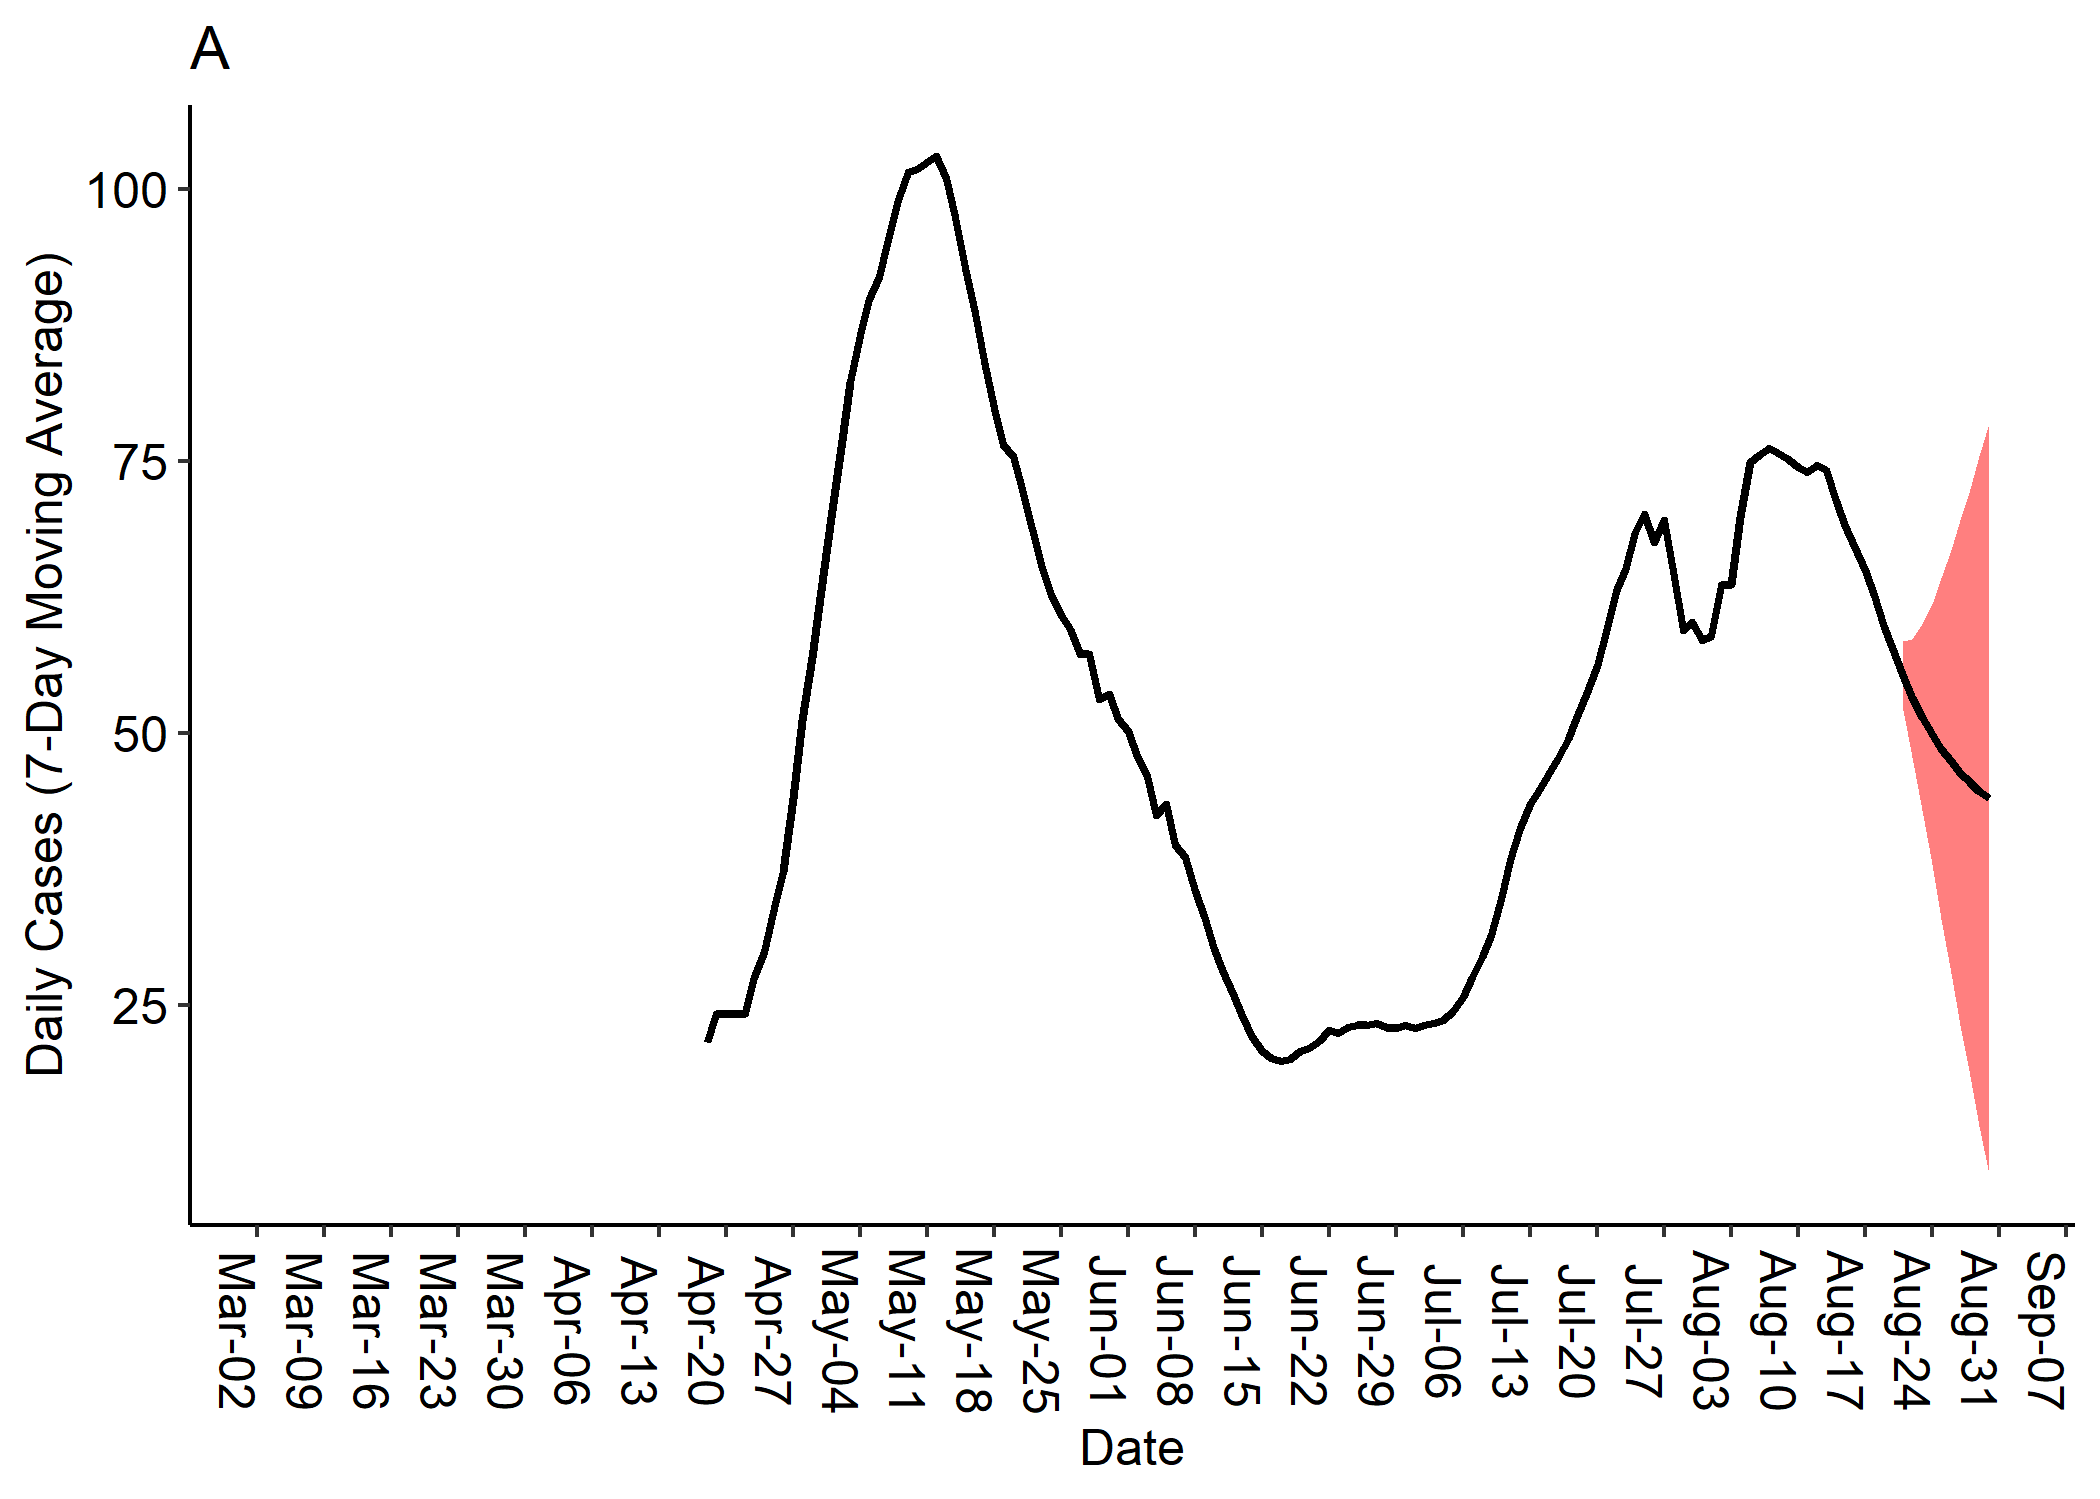 A
Daily Cases (7-Day Moving Average)
100
75
50
25
Mar-02
Mar-09
Mar-16
Mar-23
Mar-30
Apr-06
Apr-13
Apr-20
Apr-27
May-04
May-11
May-18
May-25
Jun-01
Jun-08
Jun-15
Jun-22
Jun-29
Jul-06
Jul-13
Jul-20
Jul-27
Aug-03
Aug-10
Aug-17
Aug-24
Aug-31
Sep-07
Date